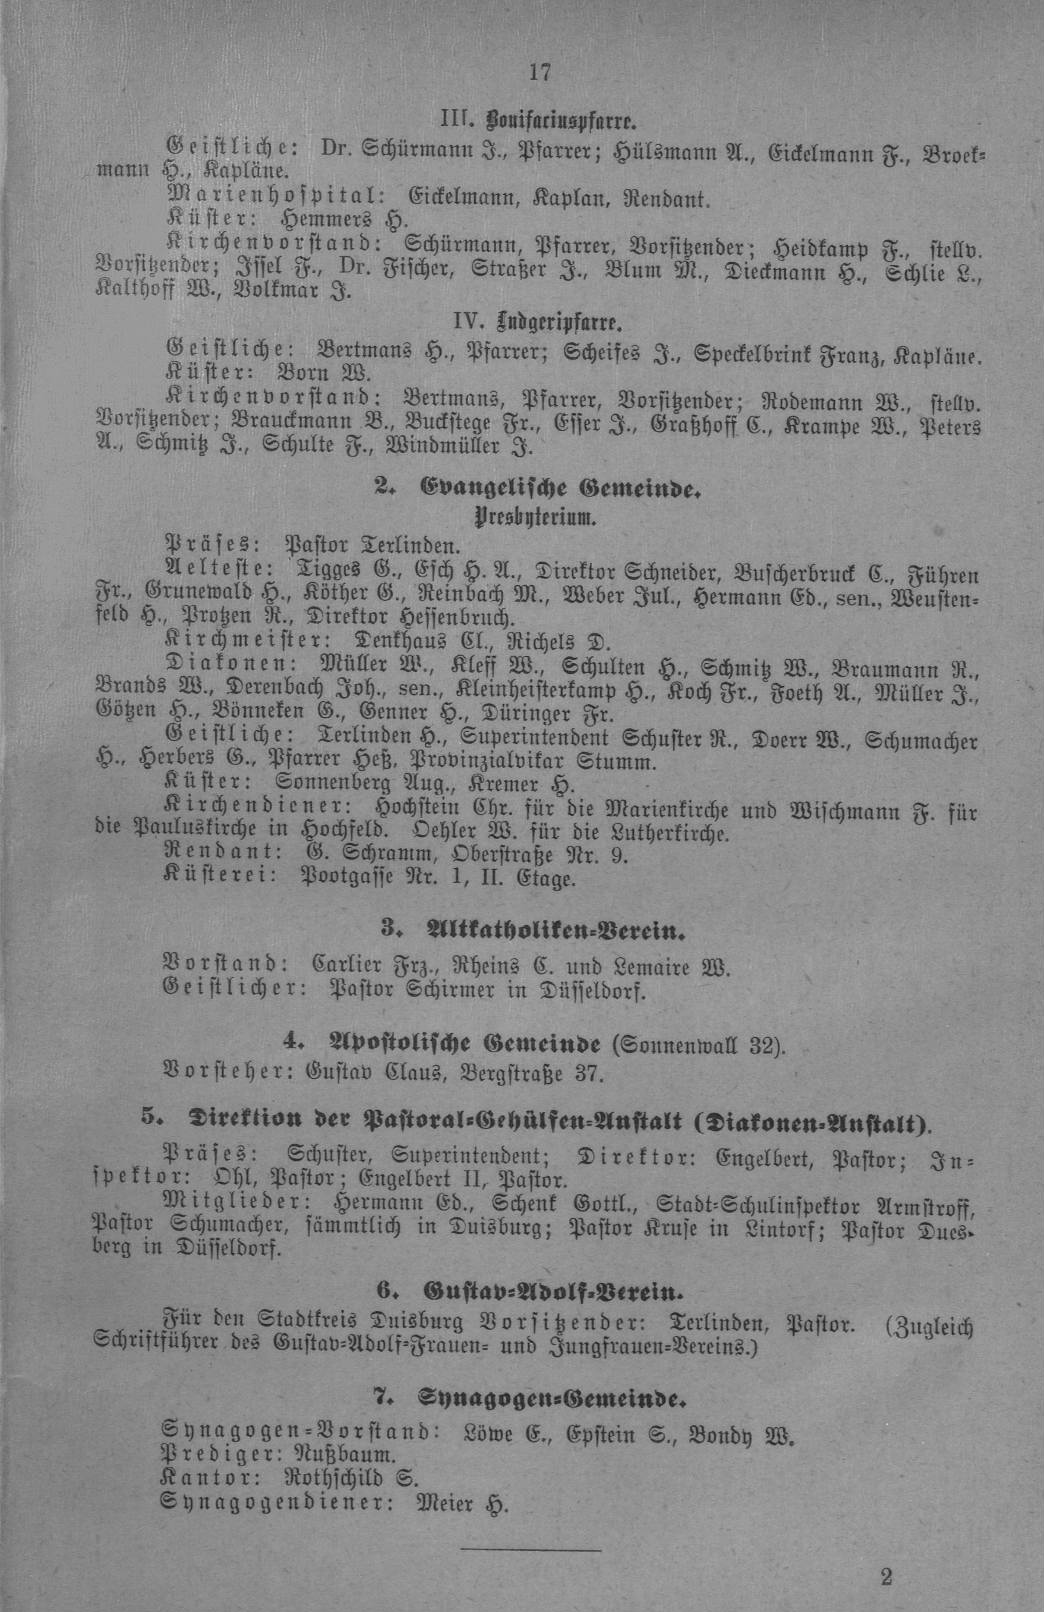 17
III. Bonifaciuspfarre.
Geistliche: Dr. Schürmann J., Pfarrer; Hülsmann A., Eickelmann F., Broek-
mann H., Kapläne.
Marienhospital: Eickelmann, Kaplan, Rendant.
Küster: Hemmers H.
Kirchenvorstand: Schürmann, Pfarrer, Vorsitzender; Heidkamp F., stellv.
Vorsitzender; Issel F., Dr. Fischer, Straßer J., Blum M., Dieckmann H., Schlie L.,
Kalthoff W., Volkmar J.
IV. Ludgeripfarre.
Geistliche: Bertmans H., Pfarrer; Scheifes J., Speckelbrink Franz, Kapläne.
Küster: Born W.
Kirchenvorstand: Bertmans, Pfarrer, Vorsitzender; Rodemann W., stellv.
Vorsitzender; Brauckmann B., Buckstege Fr., Esser J., Graßhoff C., Krampe W., Peters
A., Schmitz J., Schulte F., Windmüller J.
2. Evangelische Gemeinde.
Presbyterium.
Präses: Pastor Terlinden.
Aelteste: Tigges G., Esch H. A., Direktor Schneider, Buscherbruck C., Führen
Fr., Grunewald H., Köther G., Reinbach M., Weber Jul., Hermann Ed., sen., Weusten-
feld H., Protzen R., Direktor Hessenbruch.
Kirchmeister: Denkhaus Cl., Richels D.
Diakonen: Müller W., Kleff W., Schulten H., Schmitz W., Braumann R.,
Brands W., Derenbach Joh., sen., Kleinheisterkamp H., Koch Fr., Foeth A., Müller J.,
Götzen H., Bönneken G., Genner H., Düringer Fr.
Geistliche: Terlinden H., Superintendent Schuster R., Doerr W., Schumacher
H., Herbers G., Pfarrer Heß, Provinzialvikar Stumm.
Küster: Sonnenberg Aug., Kremer H.
Kirchendiener: Hochstein Chr. für die Marienkirche und Wischmann F. für
die Pauluskirche in Hochfeld. Oehler W. für die Lutherkirche.
Rendant: G. Schramm, Oberstraße Nr. 9.
Küsterei: Pootgasse Nr. 1, II. Etage.
3. Altkatholiken-Verein.
Vorstand: Carlier Frz., Rheins C. und Lemaire W.
Geistlicher: Pastor Schirmer in Düsseldorf.
4. Apostolische Gemeinde (Sonnenwall 32).
Vorsteher: Gustav Claus, Bergstraße 37.
5. Direktion der Pastoral-Gehülfen-Anstalt (Diakonen-Anstalt).
Präses: Schuster, Superintendent; Direktor: Engelbert, Pastor; In-
spektor: Ohl, Pastor; Engelbert II, Pastor.
Mitglieder: Hermann Ed., Schenk Gottl., Stadt-Schulinspektor Armstroff,
Pastor Schumacher, sämmtlich in Duisburg; Pastor Kruse in Lintorf; Pastor Dues-
berg in Düsseldorf.
6. Gustav-Adolf-Verein.
Für den Stadtkreis Duisburg Vorsitzender: Terlinden, Pastor. (Zugleich
Schriftführer des Gustav-Adolf-Frauen- und Jungfrauen-Vereins.)
7. Synagogen-Gemeinde.
Synagogen-Vorstand: Löwe E., Epstein S., Bondy W.
Prediger: Nußbaum.
Kantor: Rothschild S.
Synagogendiener: Meier H.
2